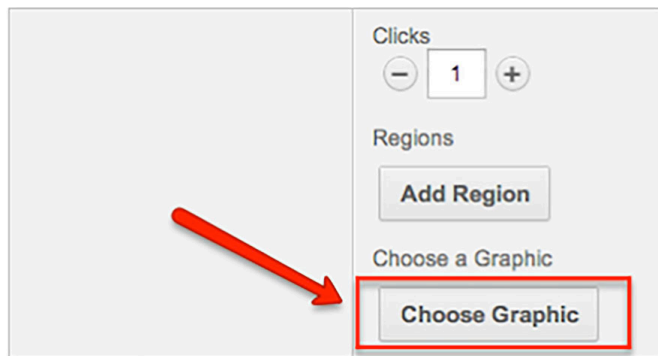 Clicks
1
Regions
Add Region
Choose a Graphic
Choose Graphic